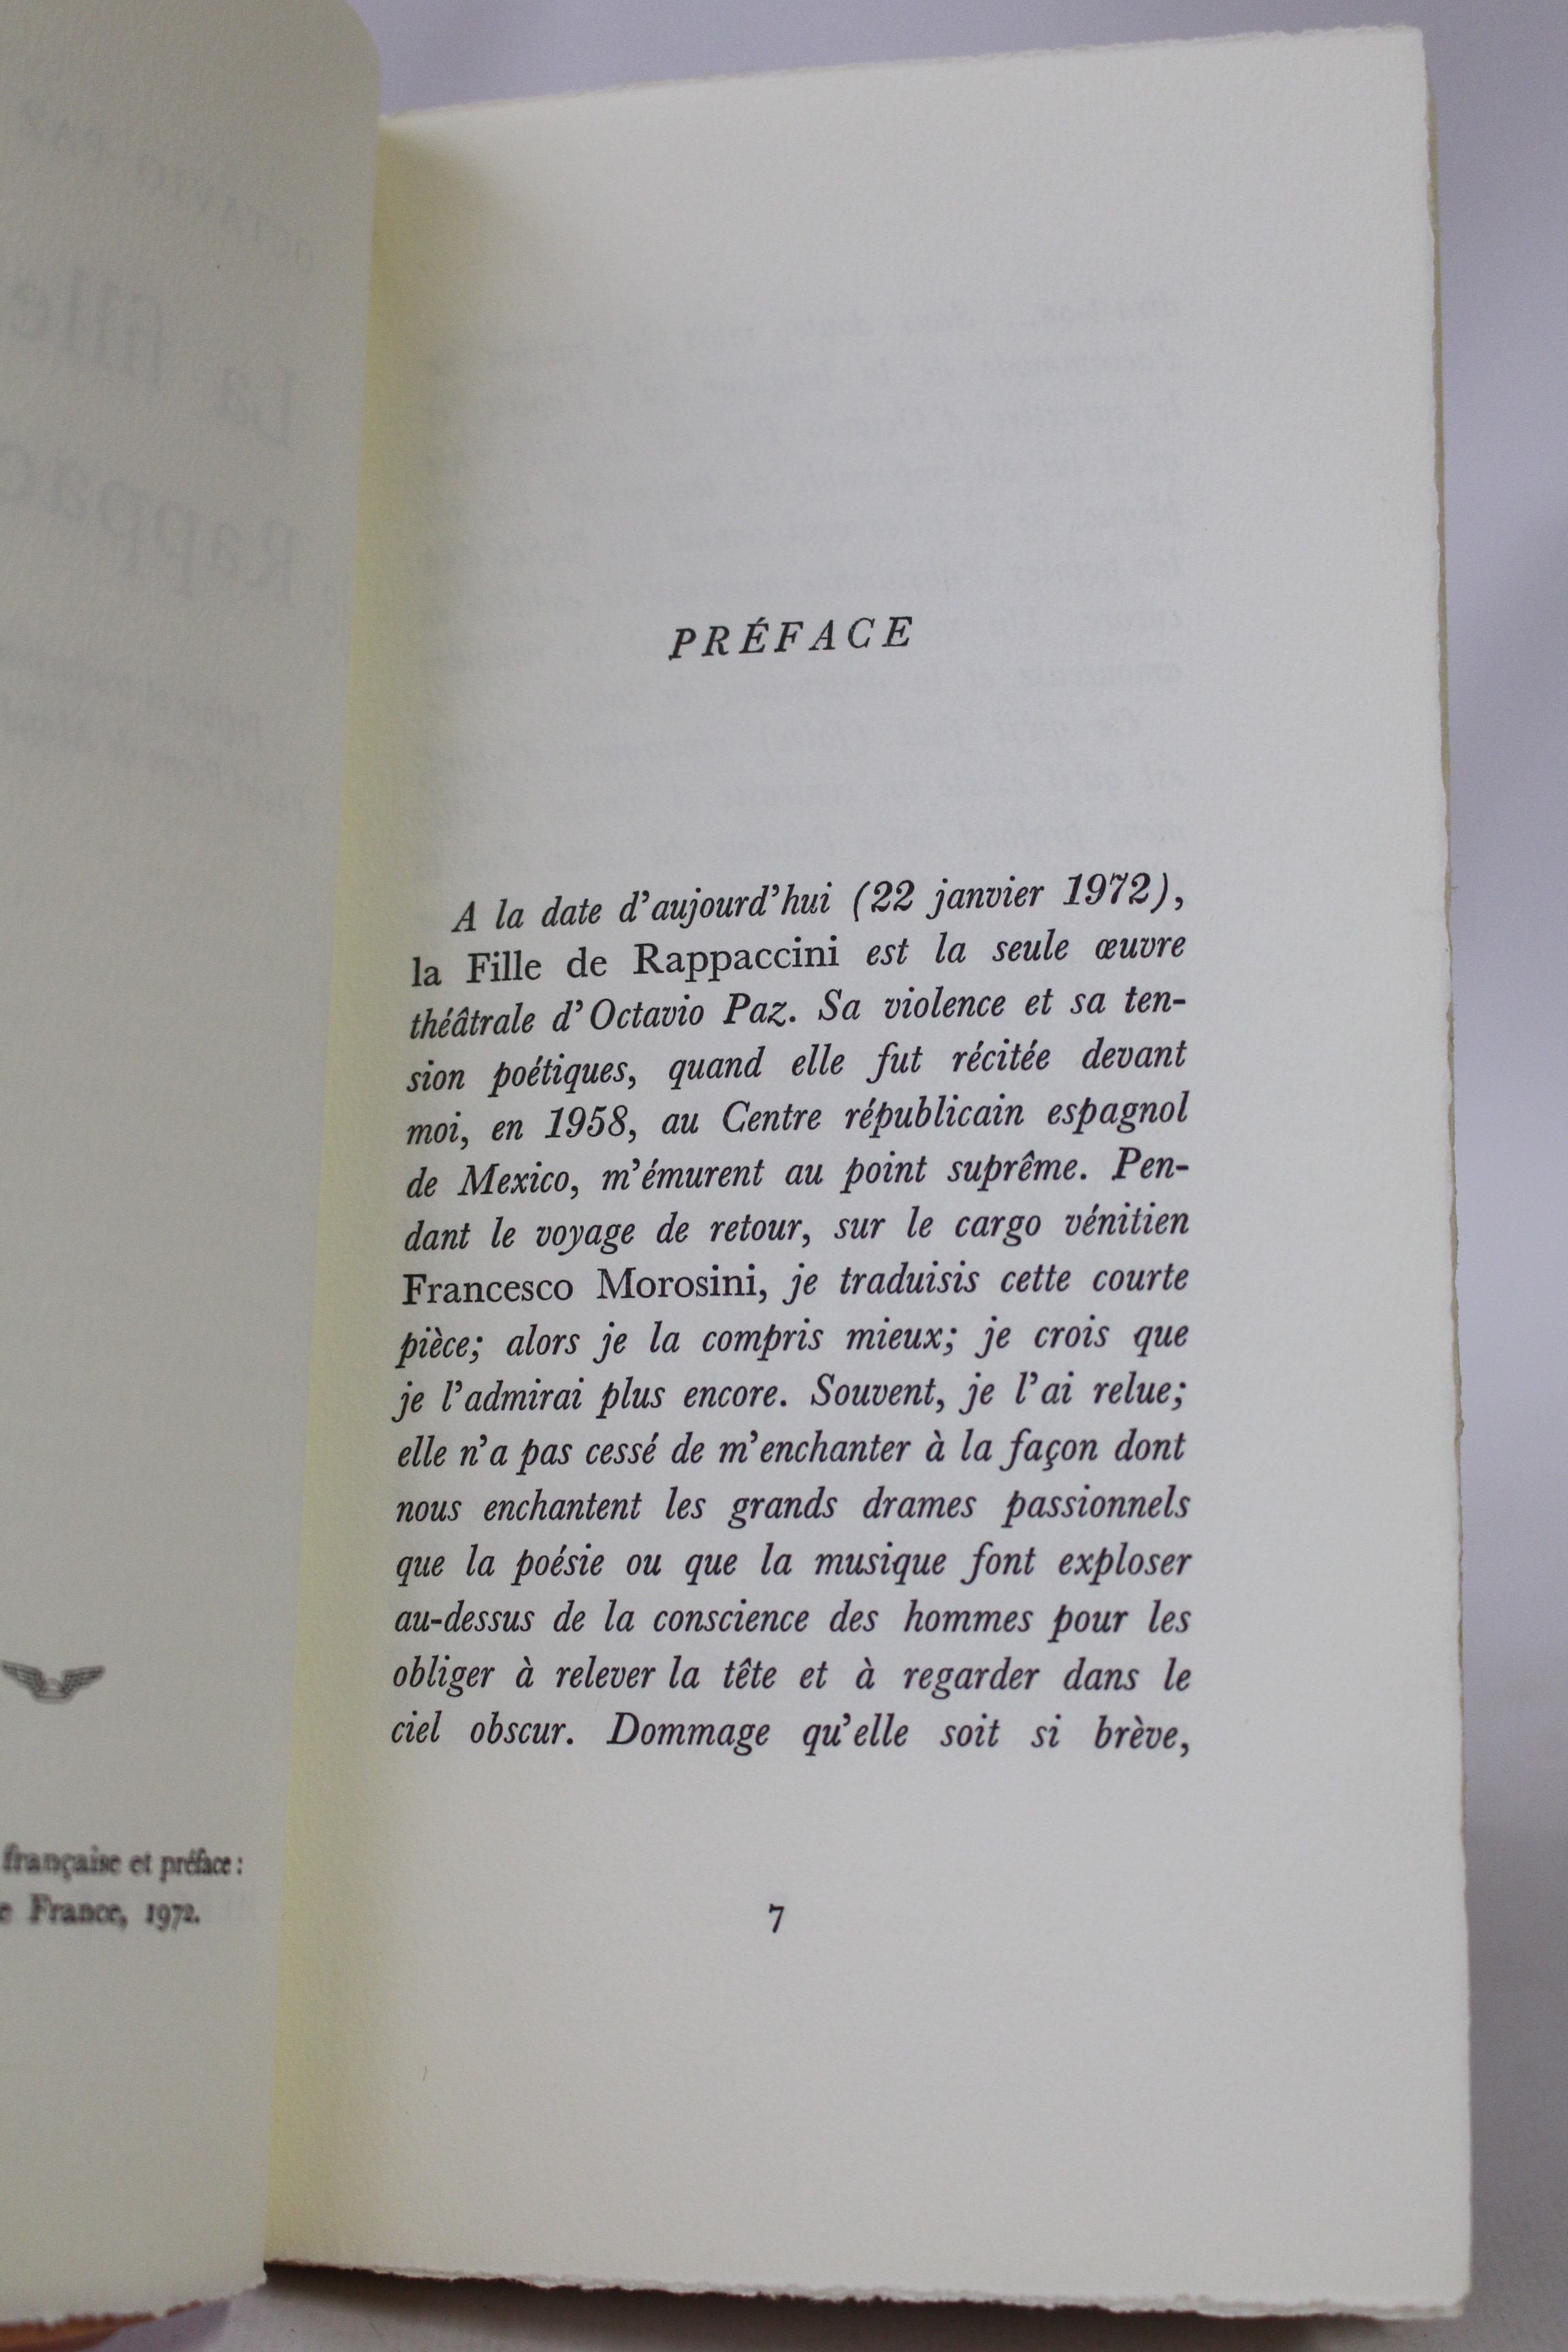 française et préface :
France, 1972.
PRÉFACE
A la date d'aujourd'hui (22 janvier 1972),
la Fille de Rappaccini est la seule œuvre
théâtrale d'Octavio Paz. Sa violence et sa ten-
sion poétiques, quand elle fut récitée devant
moi, en 1958, au Centre républicain espagnol
de Mexico, m'émurent au point suprême. Pen-
dant le voyage de retour, sur le cargo vénitien
Francesco Morosini, je traduisis cette courte
pièce; alors je la compris mieux; je crois que
je l'admirai plus encore. Souvent, je l'ai relue;
elle n'a pas cessé de m'enchanter à la façon dont
nous enchantent les grands drames passionnels
que la poésie ou que la musique font exploser
au-dessus de la conscience des hommes pour les
obliger à relever la tête et à regarder dans le
ciel obscur. Dommage qu'elle soit si brève,
7